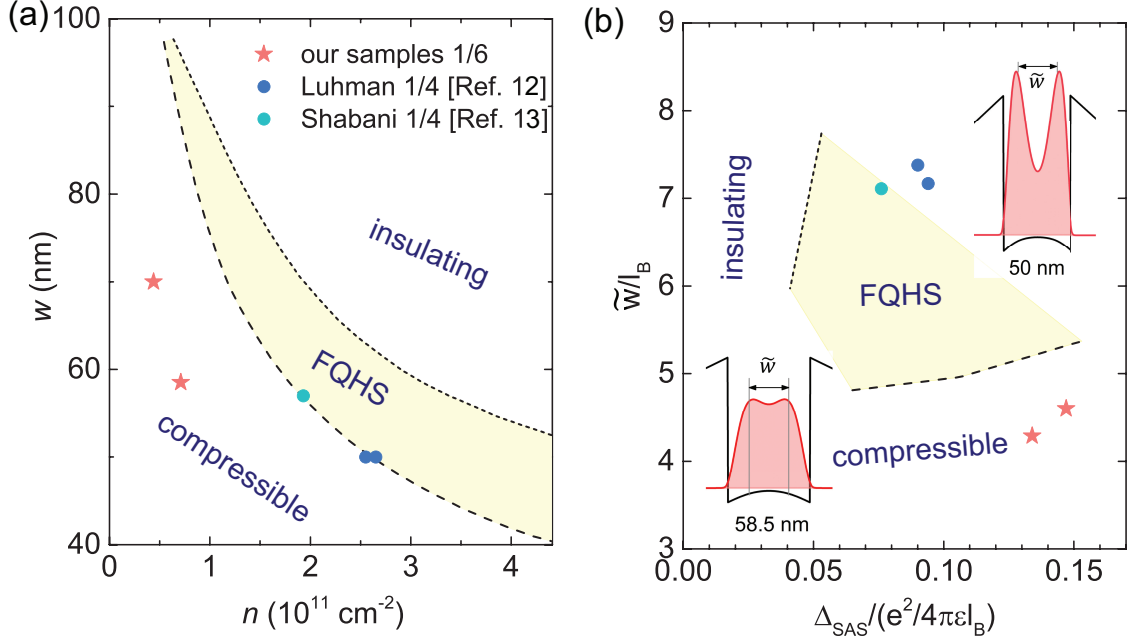 (a)
100
80
60
40
0
1
2
3
4
w (nm)
n (10¹¹ cm⁻²)
our samples 1/6
Luhman 1/4 [Ref. 12]
Shabani 1/4 [Ref. 13]
insulating
FQHS
compressible
(b)
9
8
7
6
5
4
3
0.00
0.05
0.10
0.15
w̃/l_B
Δ_SAS/(e²/4πεl_B)
insulating
FQHS
compressible
w̃
50 nm
w̃
58.5 nm